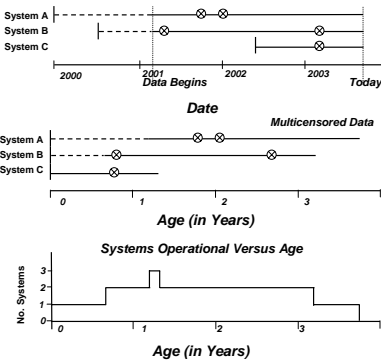 System A
System B
System C
2000 2001 2002 2003
Data Begins Today
Date
Multicensored Data
System A
System B
System C
0 1 2 3
Age (in Years)
Systems Operational Versus Age
No. Systems
3
2
1
0
0 1 2 3
Age (in Years)